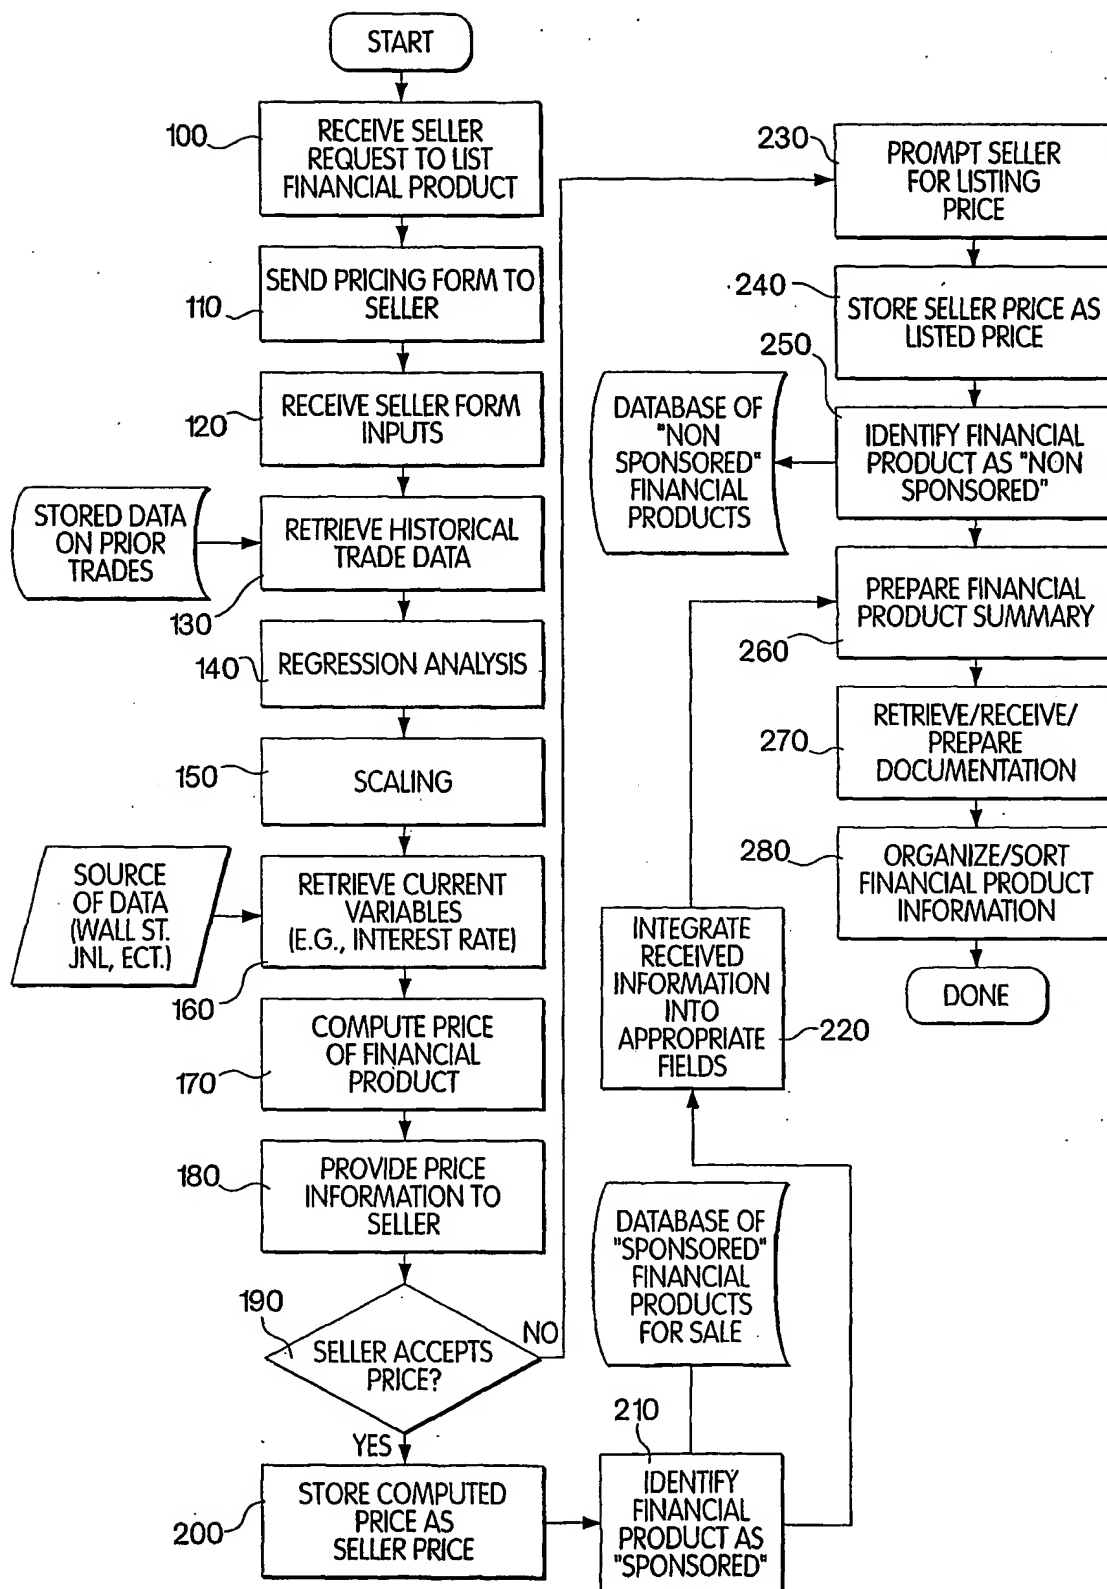 START
100
RECEIVE SELLER
REQUEST TO LIST
FINANCIAL PRODUCT
110
SEND PRICING FORM TO
SELLER
120
RECEIVE SELLER FORM
INPUTS
STORED DATA
ON PRIOR
TRADES
RETRIEVE HISTORICAL
TRADE DATA
130
140
REGRESSION ANALYSIS
150
SCALING
SOURCE
OF DATA
(WALL ST.
JNL, ECT.)
RETRIEVE CURRENT
VARIABLES
(E.G., INTEREST RATE)
160
COMPUTE PRICE
OF FINANCIAL
PRODUCT
170
180
PROVIDE PRICE
INFORMATION TO
SELLER
190
SELLER ACCEPTS
PRICE?
NO
YES
200
STORE COMPUTED
PRICE AS
SELLER PRICE
210
IDENTIFY
FINANCIAL
PRODUCT AS
"SPONSORED"
DATABASE OF
"SPONSORED"
FINANCIAL
PRODUCTS
FOR SALE
INTEGRATE
RECEIVED
INFORMATION
INTO
APPROPRIATE
FIELDS
220
230
PROMPT SELLER
FOR LISTING
PRICE
240
STORE SELLER PRICE AS
LISTED PRICE
250
IDENTIFY FINANCIAL
PRODUCT AS "NON
SPONSORED"
DATABASE OF
"NON
SPONSORED"
FINANCIAL
PRODUCTS
PREPARE FINANCIAL
PRODUCT SUMMARY
260
270
RETRIEVE/RECEIVE/
PREPARE
DOCUMENTATION
280
ORGANIZE/SORT
FINANCIAL PRODUCT
INFORMATION
DONE